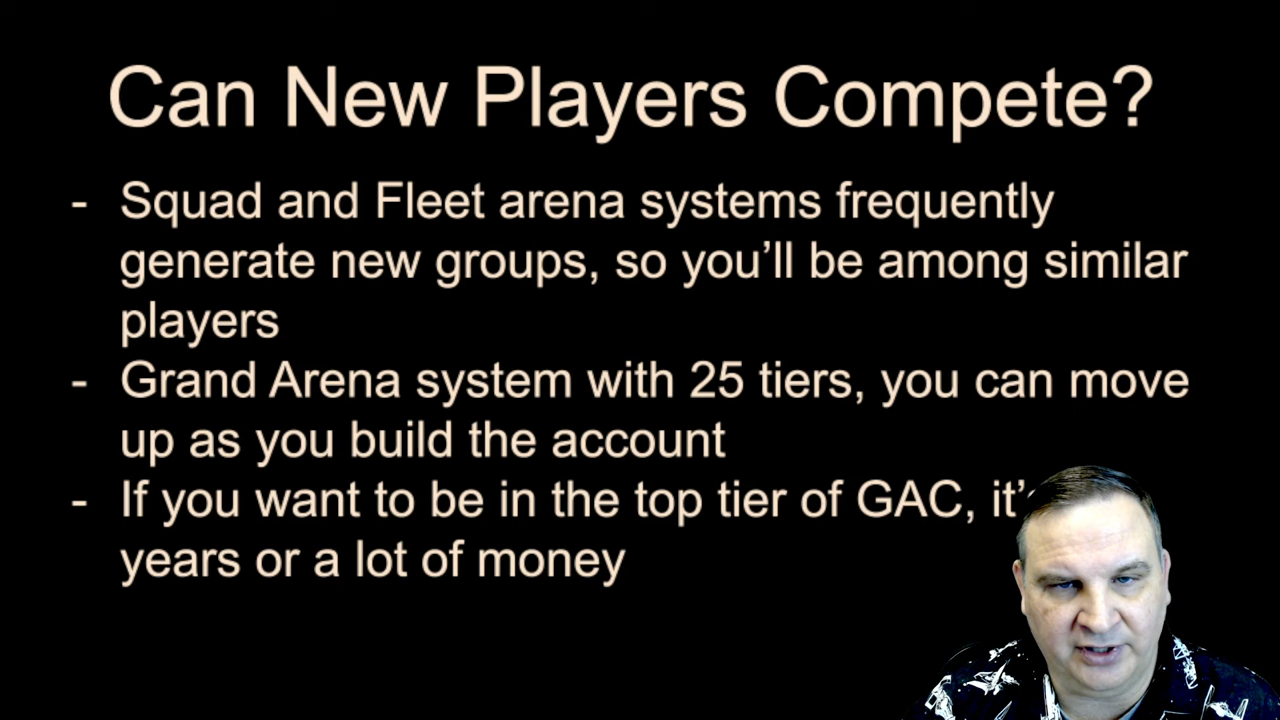 Can New Players Compete?
- Squad and Fleet arena systems frequently
generate new groups, so you’ll be among similar
players
- Grand Arena system with 25 tiers, you can move
up as you build the account
- If you want to be in the top tier of GAC,
years or a lot of money